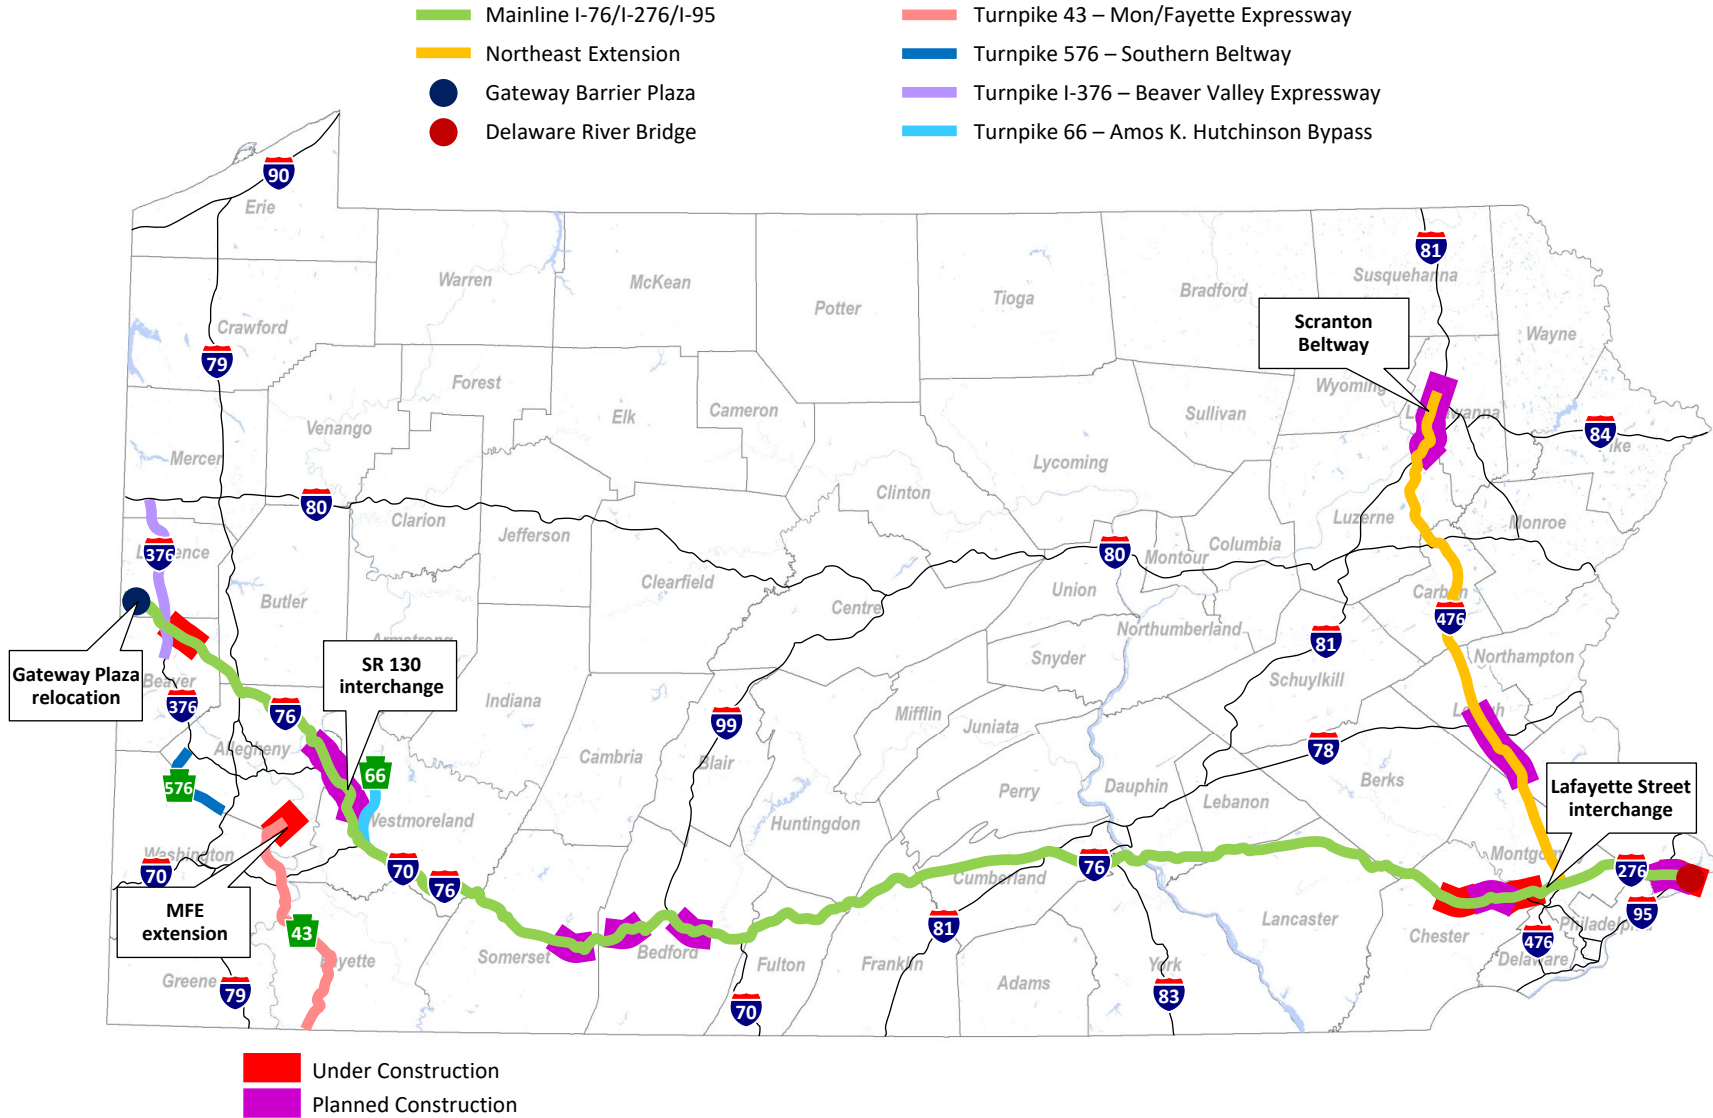 Mainline I-76/I-276/I-95
Northeast Extension
Gateway Barrier Plaza
Delaware River Bridge
Turnpike 43 – Mon/Fayette Expressway
Turnpike 576 – Southern Beltway
Turnpike I-376 – Beaver Valley Expressway
Turnpike 66 – Amos K. Hutchinson Bypass
90
Erie
81
Susquehanna
Warren
McKean
Potter
Tioga
Bradford
Scranton
Beltway
Wayne
Crawford
79
Forest
Elk
Cameron
Sullivan
Wyoming
Venango
84
Mercer
Lycoming
Clinton
80
Clarion
Jefferson
Luzerne
Monroe
376
Butler
Clearfield
Centre
80
Montour
Columbia
Union
Northumberland
476
81
Snyder
Northampton
Schuylkill
Gateway Plaza
relocation
Beaver
SR 130
interchange
376
76
Indiana
99
Mifflin
Juniata
78
Allegheny
Cambria
Blair
576
66
Perry
Dauphin
Lebanon
Berks
Lafayette Street
interchange
Westmoreland
Huntingdon
Washington
70
70
76
Cumberland
76
276
95
MFE
extension
43
Somerset
Bedford
Fulton
Franklin
81
Lancaster
Chester
476
Philadelphia
Delaware
Greene
79
70
Adams
York
83
Under Construction
Planned Construction